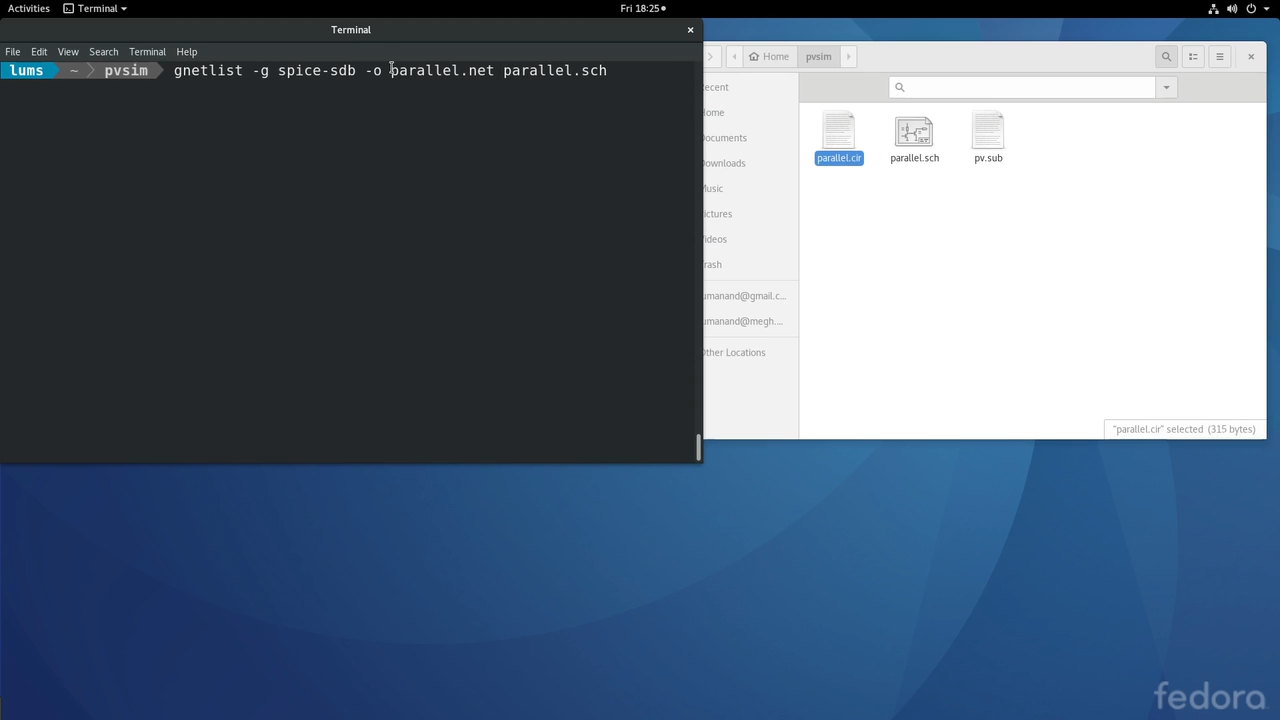 Activities Terminal Fri 18:25
Terminal
File Edit View Search Terminal Help
lums ~ pvsim gnetlist -g spice-sdb -o parallel.net parallel.sch
Home pvsim
ecent
ome
ocuments
ownloads
usic
ictures
ideos
rash
umanand@gmail.c...
umanand@megh...
ther Locations
parallel.cir parallel.sch pv.sub
"parallel.cir" selected (315 bytes)
fedora